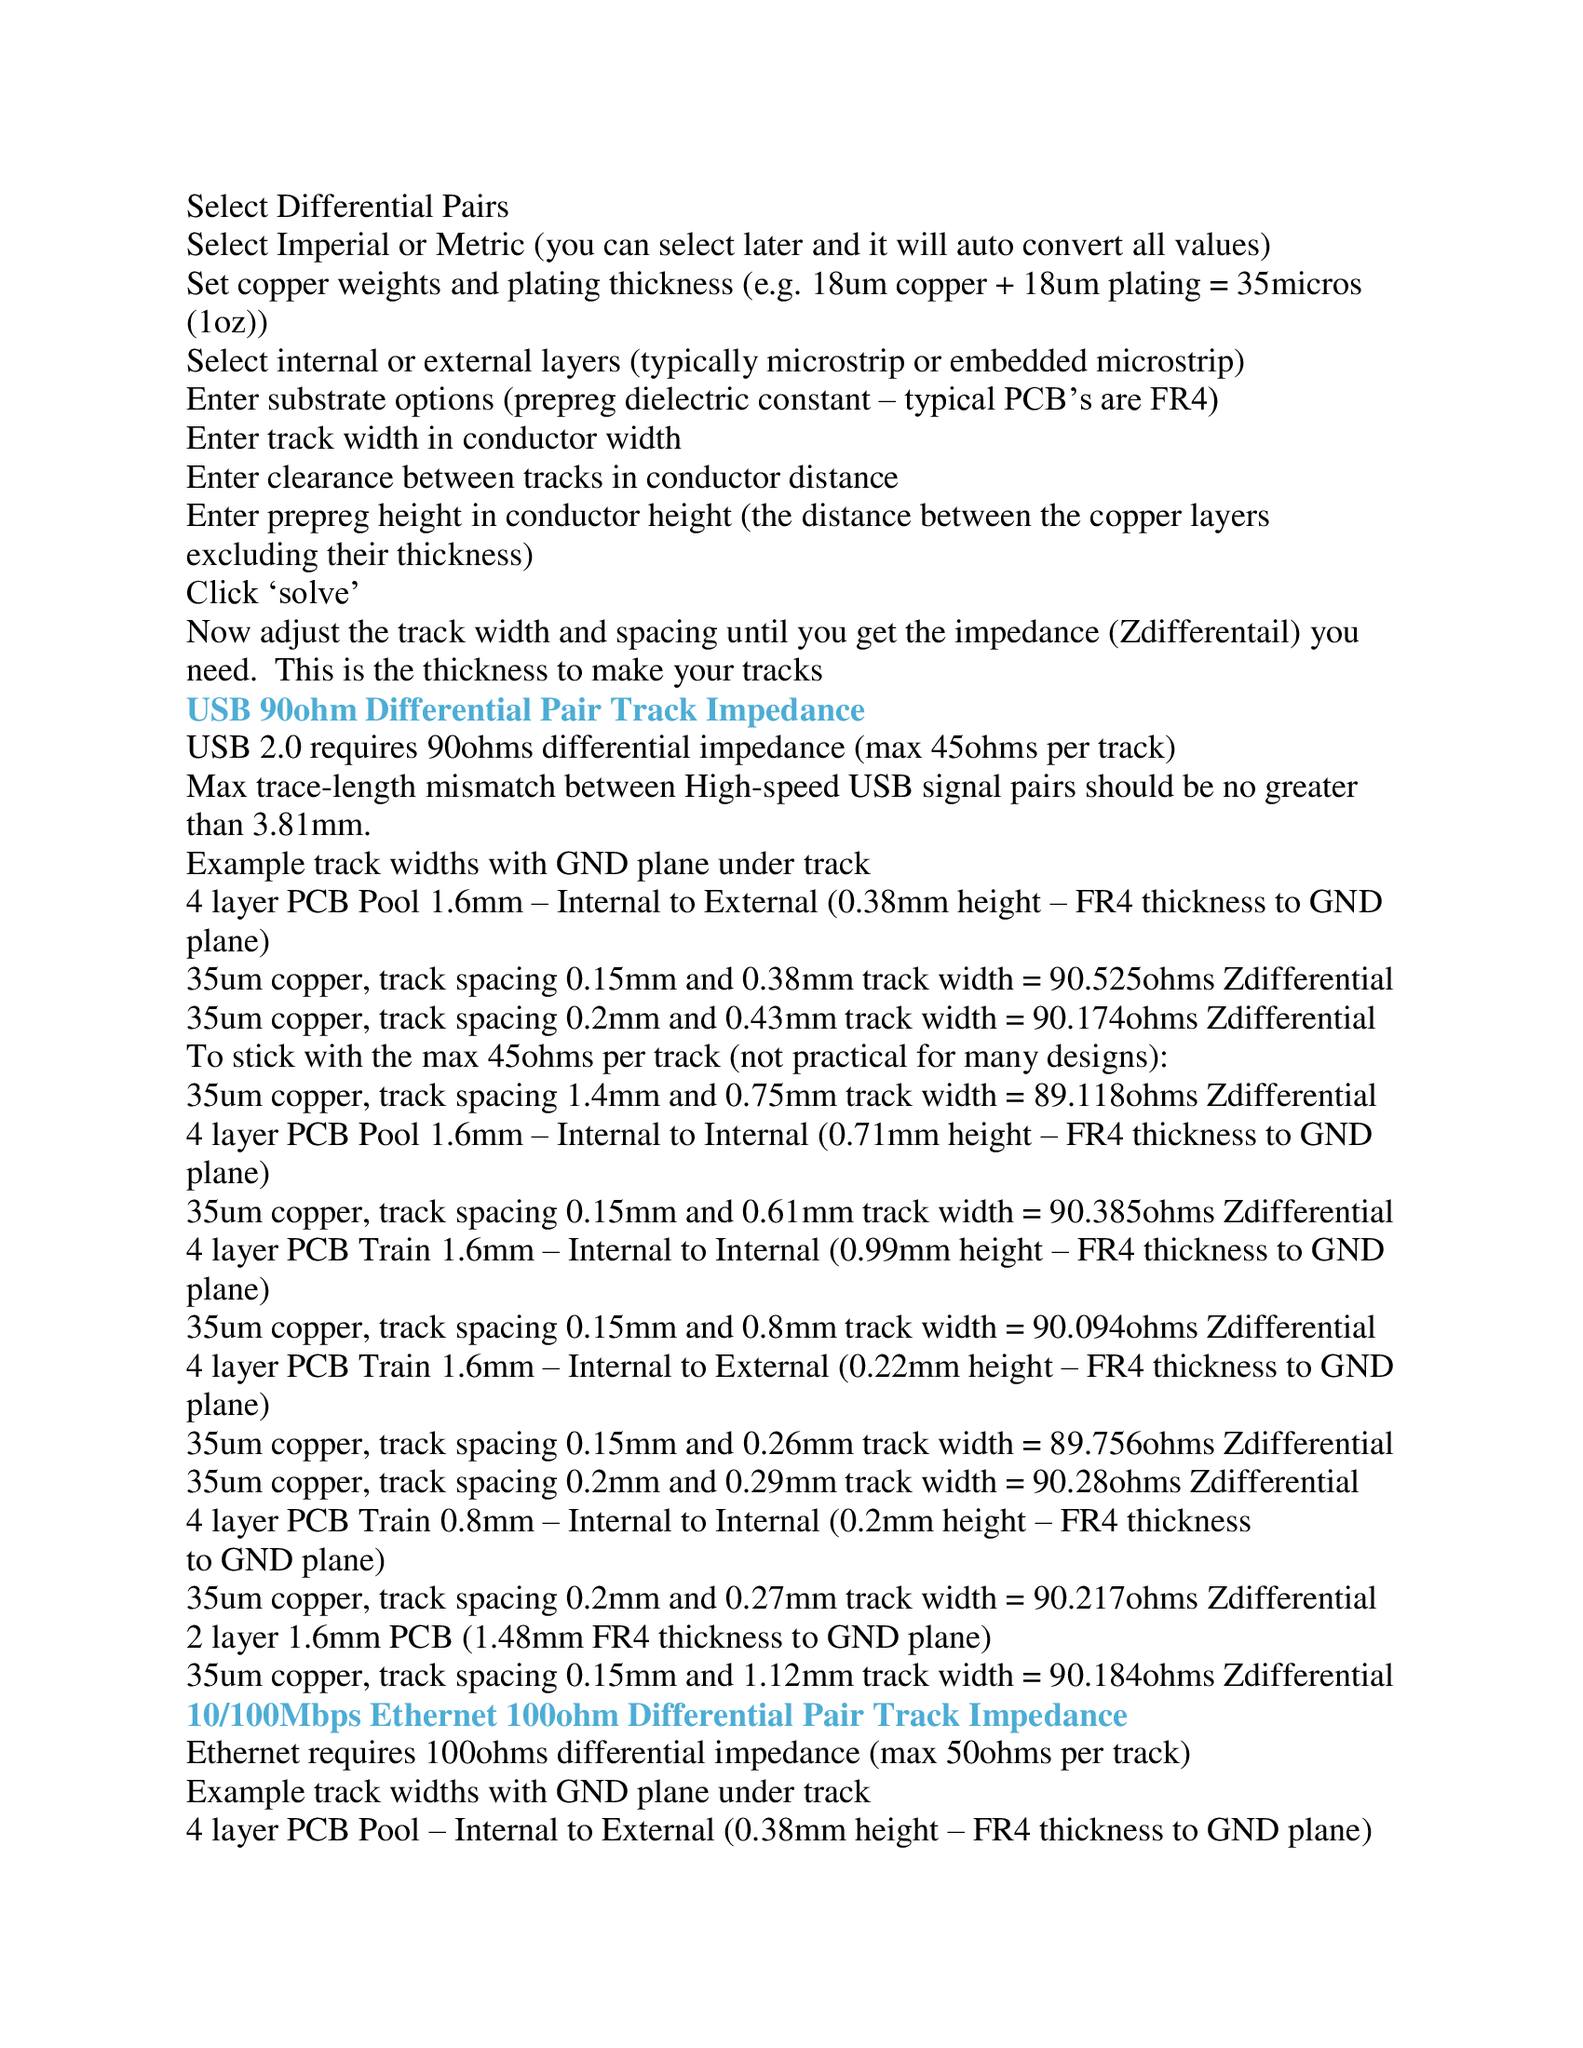 Select Differential Pairs
Select Imperial or Metric (you can select later and it will auto convert all values)
Set copper weights and plating thickness (e.g. 18um copper + 18um plating = 35micros
(1oz))
Select internal or external layers (typically microstrip or embedded microstrip)
Enter substrate options (prepreg dielectric constant – typical PCB’s are FR4)
Enter track width in conductor width
Enter clearance between tracks in conductor distance
Enter prepreg height in conductor height (the distance between the copper layers
excluding their thickness)
Click ‘solve’
Now adjust the track width and spacing until you get the impedance (Zdifferentail) you
need.  This is the thickness to make your tracks
USB 90ohm Differential Pair Track Impedance
USB 2.0 requires 90ohms differential impedance (max 45ohms per track)
Max trace-length mismatch between High-speed USB signal pairs should be no greater
than 3.81mm.
Example track widths with GND plane under track
4 layer PCB Pool 1.6mm – Internal to External (0.38mm height – FR4 thickness to GND
plane)
35um copper, track spacing 0.15mm and 0.38mm track width = 90.525ohms Zdifferential
35um copper, track spacing 0.2mm and 0.43mm track width = 90.174ohms Zdifferential
To stick with the max 45ohms per track (not practical for many designs):
35um copper, track spacing 1.4mm and 0.75mm track width = 89.118ohms Zdifferential
4 layer PCB Pool 1.6mm – Internal to Internal (0.71mm height – FR4 thickness to GND
plane)
35um copper, track spacing 0.15mm and 0.61mm track width = 90.385ohms Zdifferential
4 layer PCB Train 1.6mm – Internal to Internal (0.99mm height – FR4 thickness to GND
plane)
35um copper, track spacing 0.15mm and 0.8mm track width = 90.094ohms Zdifferential
4 layer PCB Train 1.6mm – Internal to External (0.22mm height – FR4 thickness to GND
plane)
35um copper, track spacing 0.15mm and 0.26mm track width = 89.756ohms Zdifferential
35um copper, track spacing 0.2mm and 0.29mm track width = 90.28ohms Zdifferential
4 layer PCB Train 0.8mm – Internal to Internal (0.2mm height – FR4 thickness
to GND plane)
35um copper, track spacing 0.2mm and 0.27mm track width = 90.217ohms Zdifferential
2 layer 1.6mm PCB (1.48mm FR4 thickness to GND plane)
35um copper, track spacing 0.15mm and 1.12mm track width = 90.184ohms Zdifferential
10/100Mbps Ethernet 100ohm Differential Pair Track Impedance
Ethernet requires 100ohms differential impedance (max 50ohms per track)
Example track widths with GND plane under track
4 layer PCB Pool – Internal to External (0.38mm height – FR4 thickness to GND plane)